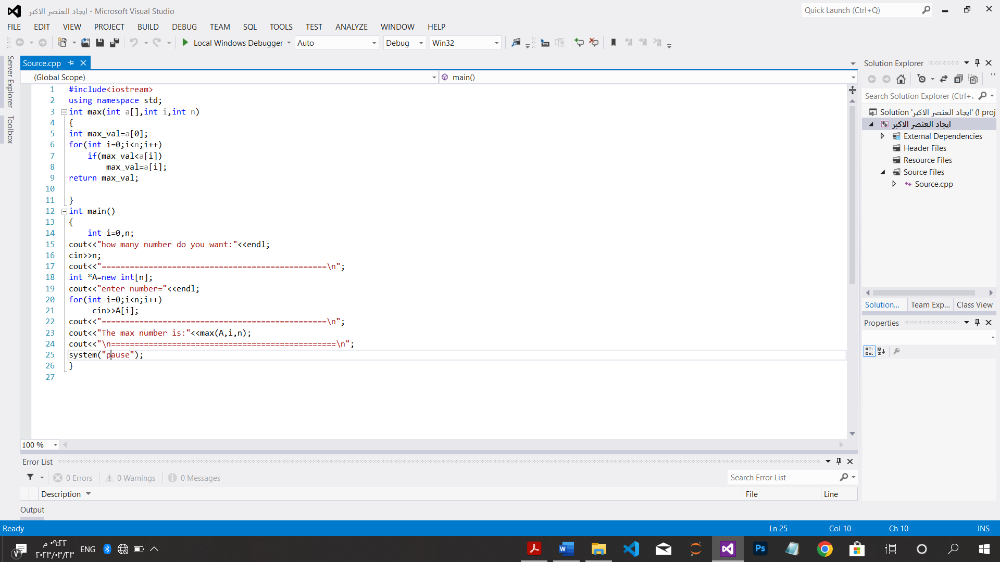 ايجاد العنصر الاكبر - Microsoft Visual Studio
Quick Launch (Ctrl+Q)
FILE EDIT VIEW PROJECT BUILD DEBUG TEAM SQL TOOLS TEST ANALYZE WINDOW HELP
Local Windows Debugger Auto Debug Win32
Server Explorer
Toolbox
Source.cpp
(Global Scope) main()
1 #include<iostream>
2 using namespace std;
3 int max(int a[],int i,int n)
4 {
5 int max_val=a[0];
6 for(int i=0;i<n;i++)
7     if(max_val<a[i])
8         max_val=a[i];
9 return max_val;
10
11 }
12 int main()
13 {
14     int i=0,n;
15 cout<<"how many number do you want:"<<endl;
16 cin>>n;
17 cout<<"================================================\n";
18 int *A=new int[n];
19 cout<<"enter number="<<endl;
20 for(int i=0;i<n;i++)
21      cin>>A[i];
22 cout<<"================================================\n";
23 cout<<"The max number is:"<<max(A,i,n);
24 cout<<"\n================================================\n";
25 system("pause");
26 }
27
100 %
Solution Explorer
Search Solution Explorer (Ctrl+
Solution 'ايجاد العنصر الاكبر' (١ proj
ايجاد العنصر الاكبر
External Dependencies
Header Files
Resource Files
Source Files
Source.cpp
Solution... Team Exp... Class View
Properties
Error List
0 Errors 0 Warnings 0 Messages
Search Error List
Description File Line
Output
Ready Ln 25 Col 10 Ch 10 INS
٠٩:٢٢ م
٢٠٢٣/٠٣/٢٣
ENG
٧
Ps